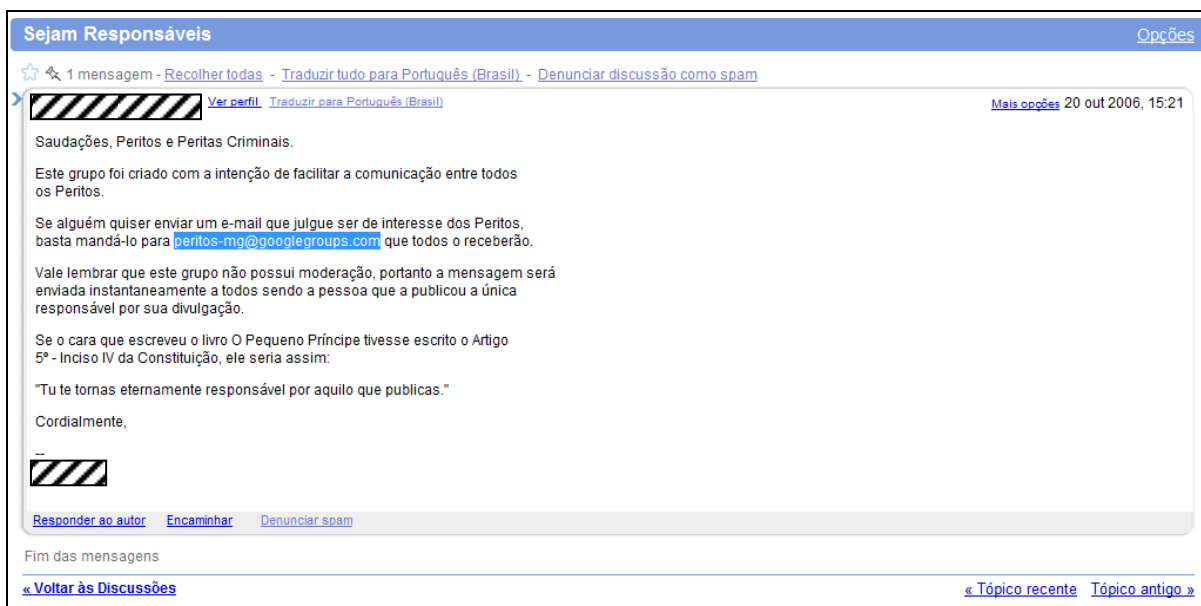 Sejam Responsáveis
Opções
1 mensagem - Recolher todas - Traduzir tudo para Português (Brasil) - Denunciar discussão como spam
Ver perfil Traduzir para Português (Brasil)
Mais opções 20 out 2006, 15:21
Saudações, Peritos e Peritas Criminais.
Este grupo foi criado com a intenção de facilitar a comunicação entre todos
os Peritos.
Se alguém quiser enviar um e-mail que julgue ser de interesse dos Peritos,
basta mandá-lo para peritos-mg@googlegroups.com que todos o receberão.
Vale lembrar que este grupo não possui moderação, portanto a mensagem será
enviada instantaneamente a todos sendo a pessoa que a publicou a única
responsável por sua divulgação.
Se o cara que escreveu o livro O Pequeno Príncipe tivesse escrito o Artigo
5º - Inciso IV da Constituição, ele seria assim:
"Tu te tornas eternamente responsável por aquilo que publicas."
Cordialmente,
--
Responder ao autor Encaminhar Denunciar spam
Fim das mensagens
« Voltar às Discussões
« Tópico recente Tópico antigo »